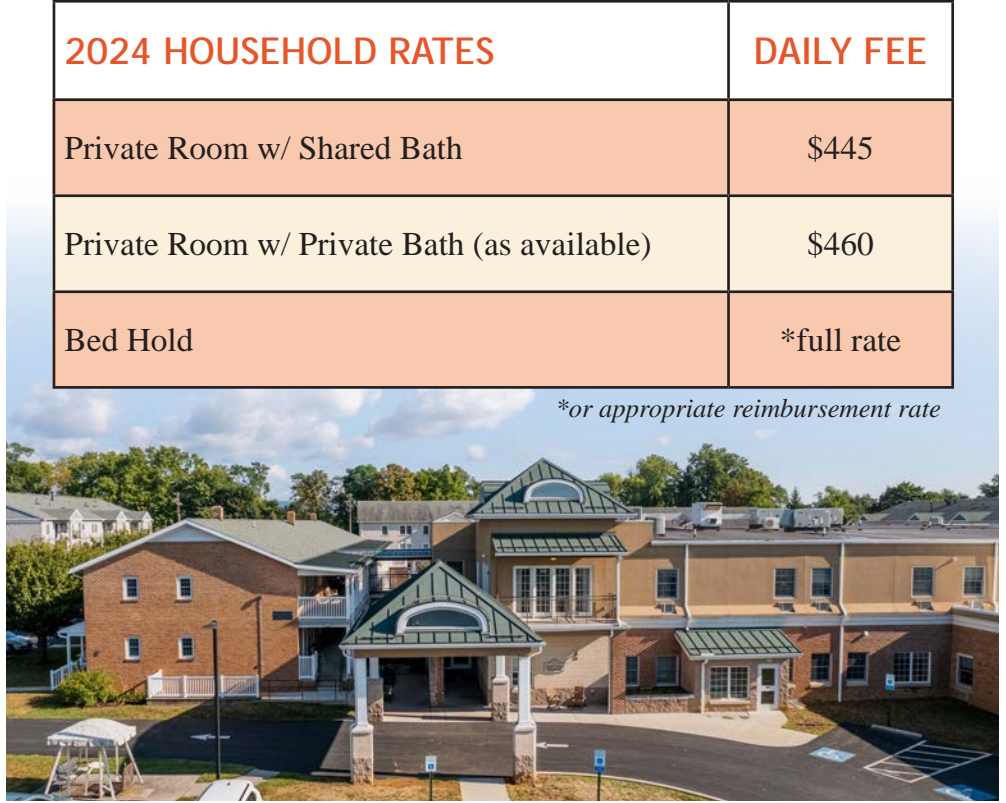 2024 HOUSEHOLD RATES DAILY FEE
Private Room w/ Shared Bath $445
Private Room w/ Private Bath (as available) $460
Bed Hold *full rate
*or appropriate reimbursement rate